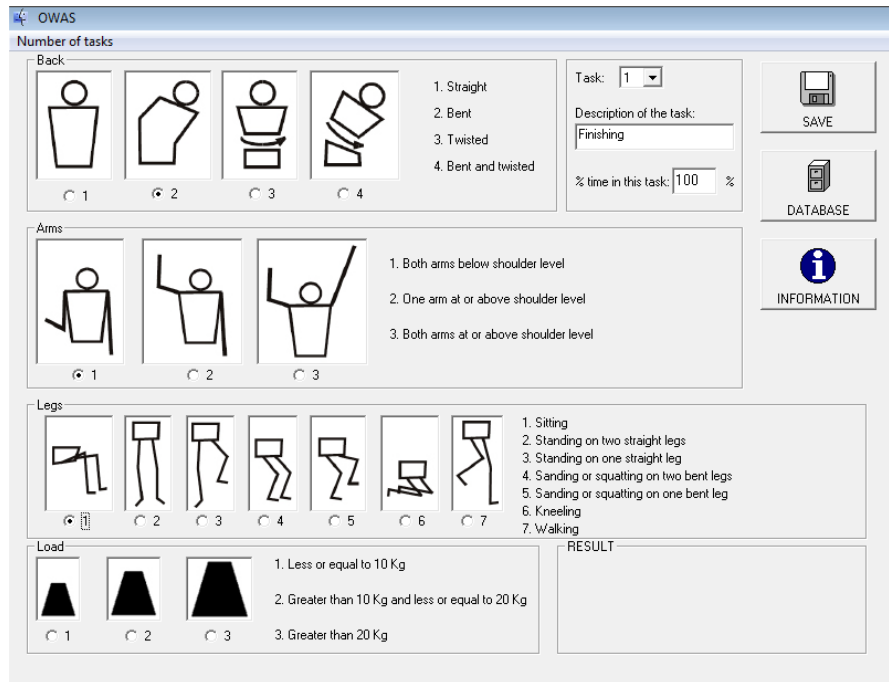 OWAS
Number of tasks
Back
1. Straight
2. Bent
3. Twisted
4. Bent and twisted
1 2 3 4
Task: 1
Description of the task:
Finishing
% time in this task: 100 %
SAVE
DATABASE
INFORMATION
Arms
1. Both arms below shoulder level
2. One arm at or above shoulder level
3. Both arms at or above shoulder level
1 2 3
Legs
1. Sitting
2. Standing on two straight legs
3. Standing on one straight leg
4. Sanding or squatting on two bent legs
5. Sanding or squatting on one bent leg
6. Kneeling
7. Walking
1 2 3 4 5 6 7
Load
1. Less or equal to 10 Kg
2. Greater than 10 Kg and less or equal to 20 Kg
3. Greater than 20 Kg
1 2 3
RESULT